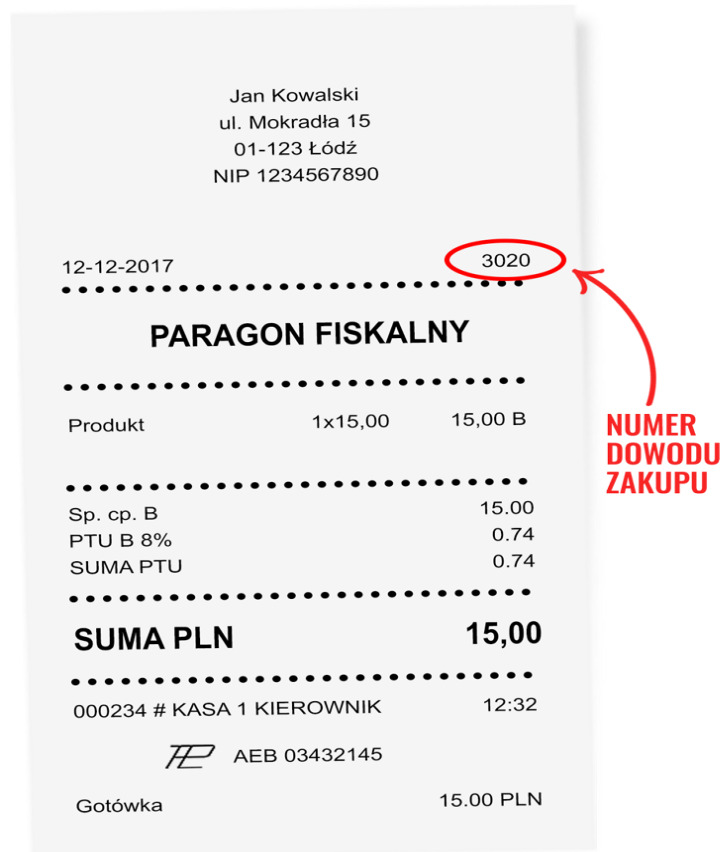 Jan Kowalski
ul. Mokradła 15
01-123 Łódź
NIP 1234567890
12-12-2017 3020
PARAGON FISKALNY
Produkt 1x15,00 15,00 B
Sp. cp. B 15.00
PTU B 8% 0.74
SUMA PTU 0.74
SUMA PLN 15,00
000234 # KASA 1 KIEROWNIK 12:32
AEB 03432145
Gotówka 15.00 PLN
NUMER
DOWODU
ZAKUPU